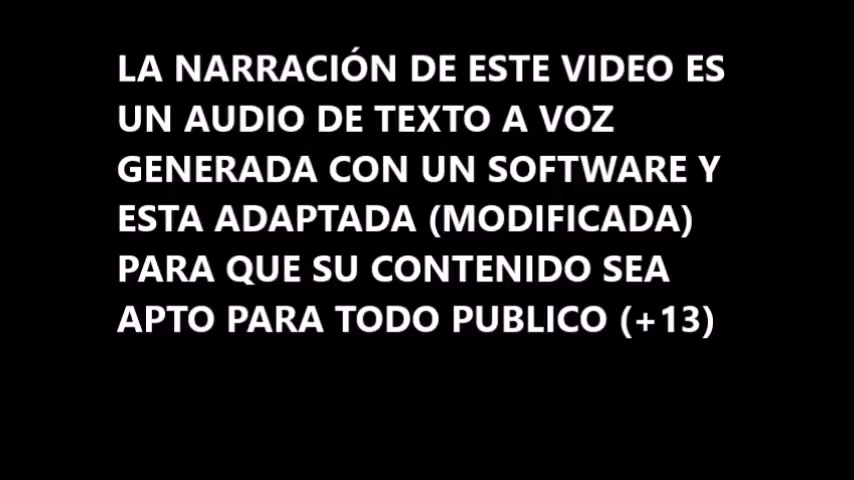 LA NARRACIÓN DE ESTE VIDEO ES
UN AUDIO DE TEXTO A VOZ
GENERADA CON UN SOFTWARE Y
ESTA ADAPTADA (MODIFICADA)
PARA QUE SU CONTENIDO SEA
APTO PARA TODO PUBLICO (+13)